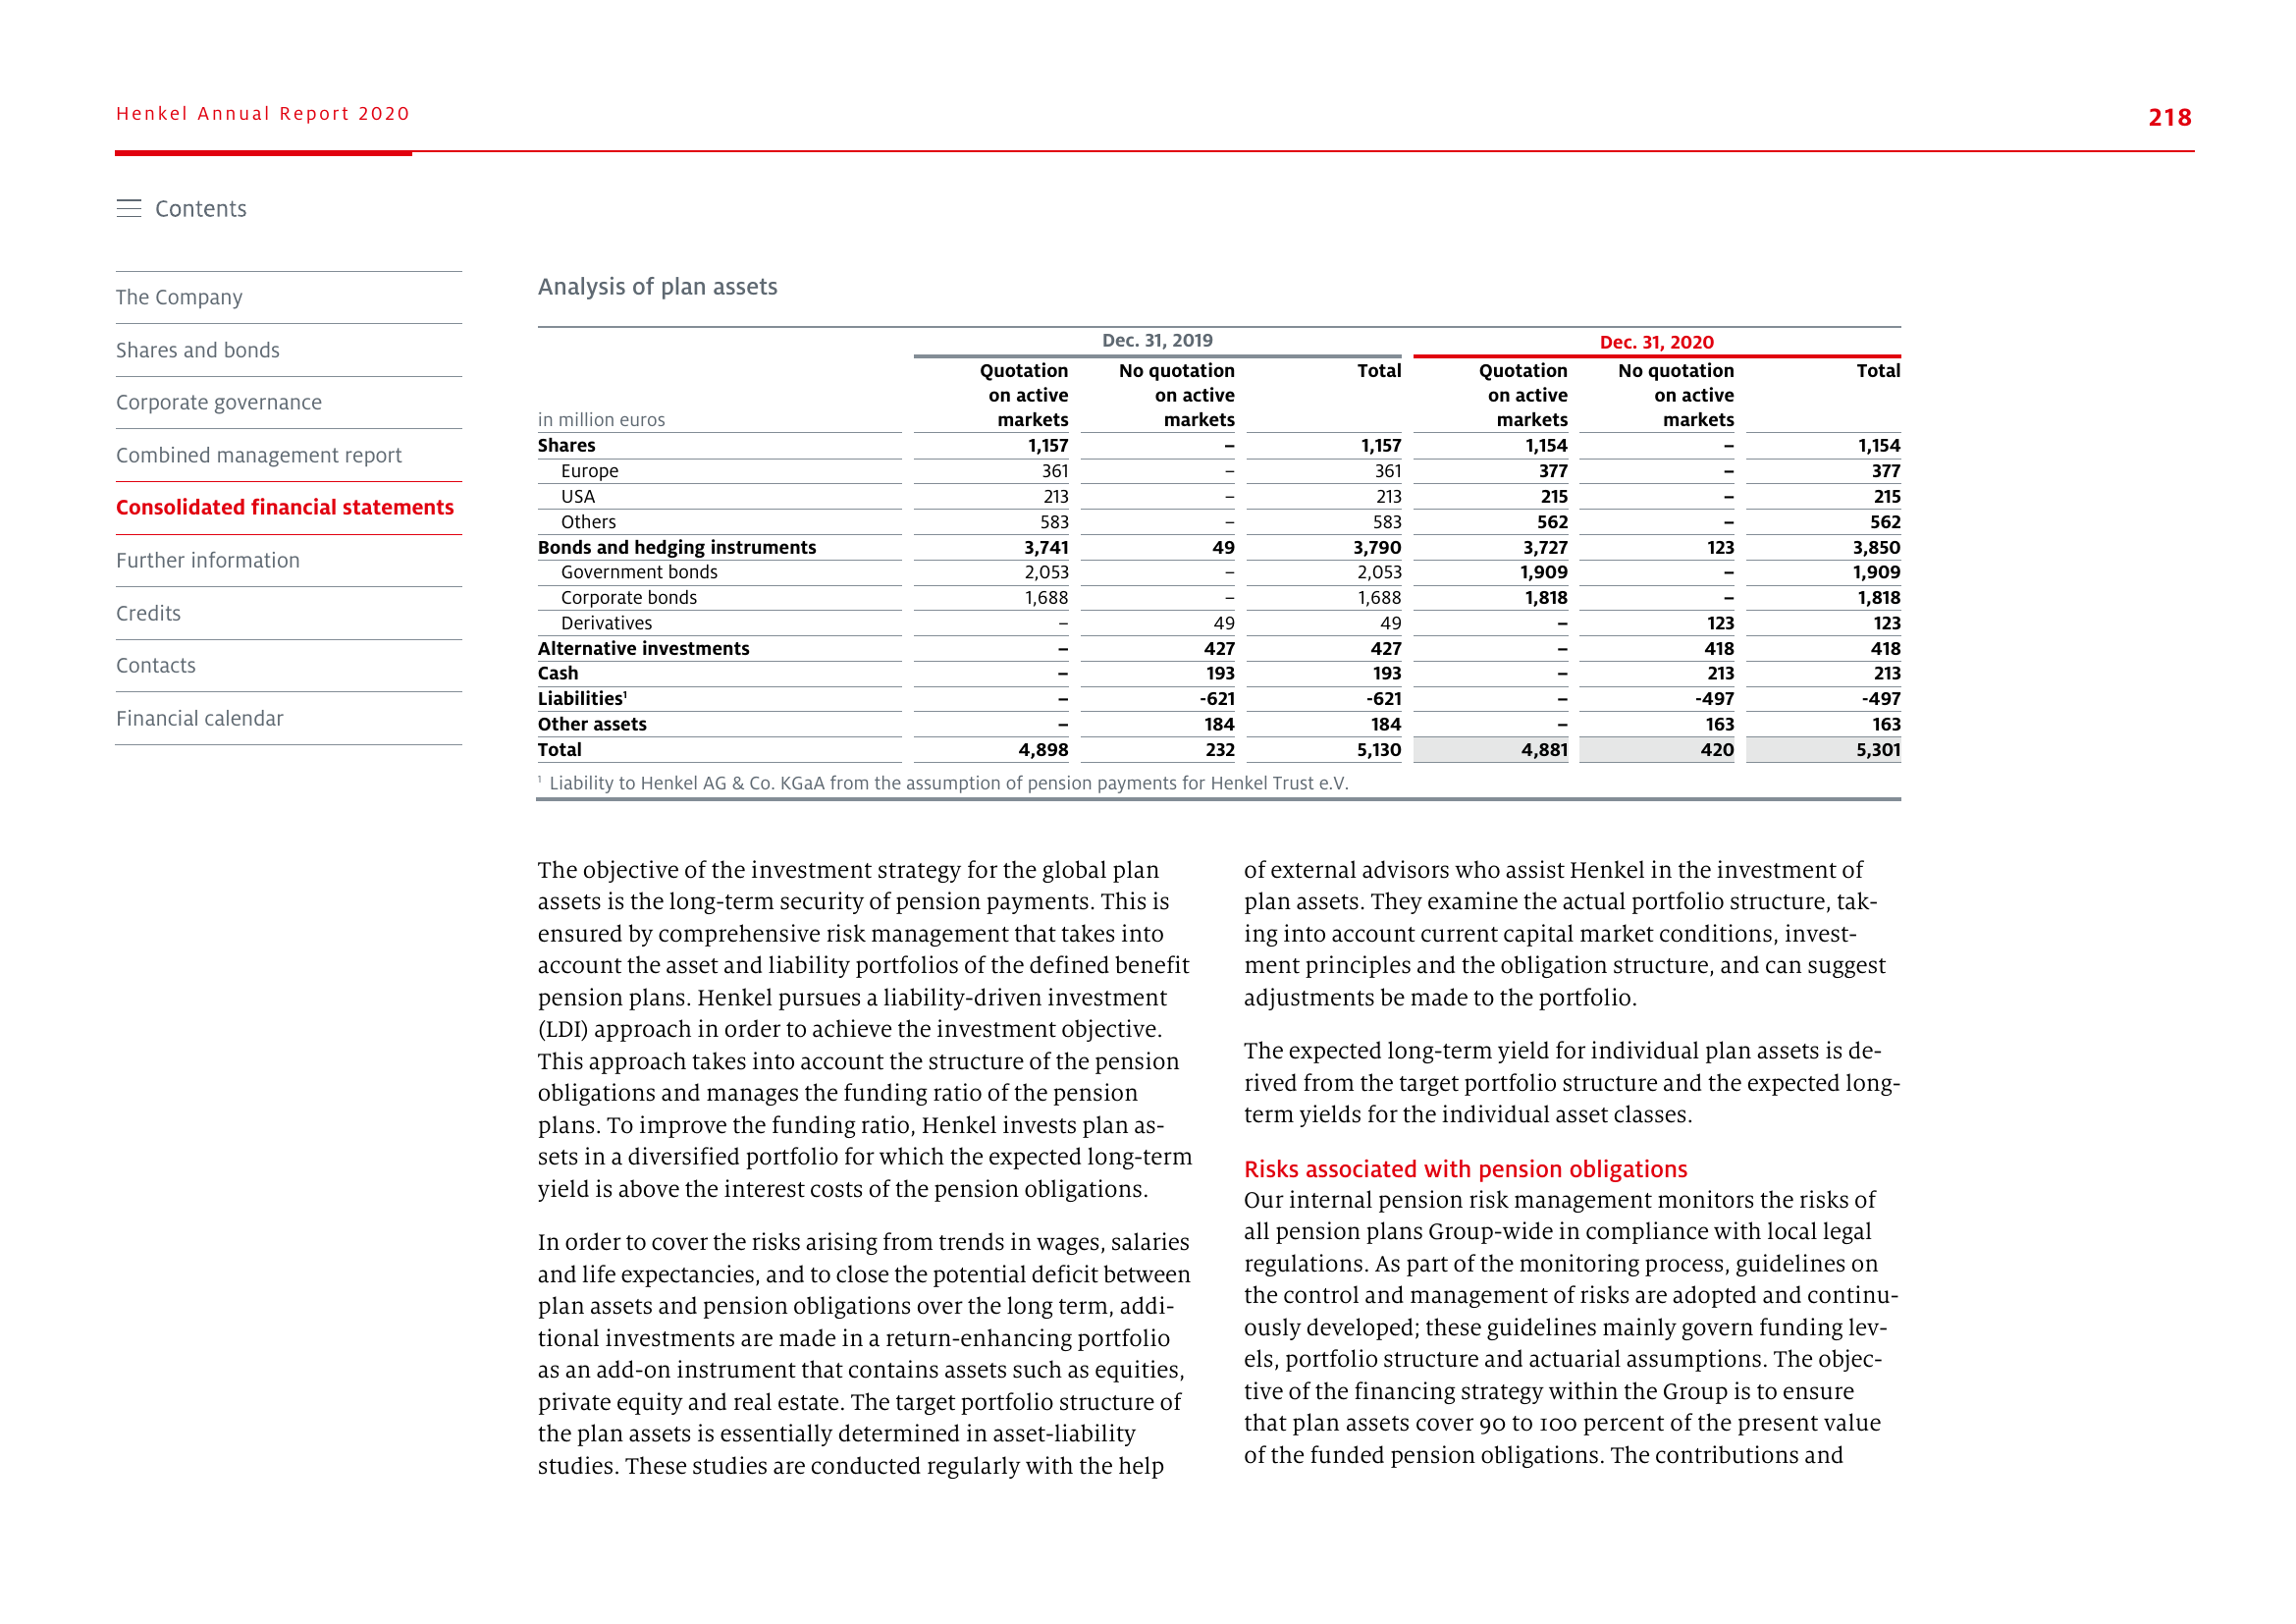 Henkel Annual Report 2020
218
Contents
The Company
Shares and bonds
Corporate governance
Combined management report
Consolidated financial statements
Further information
Credits
Contacts
Financial calendar
Analysis of plan assets
Dec. 31, 2019 Dec. 31, 2020
Quotation No quotation Total Quotation No quotation Total
on active on active on active on active
in million euros markets markets markets markets
Shares 1,157 – 1,157 1,154 – 1,154
Europe 361 – 361 377 – 377
USA 213 – 213 215 – 215
Others 583 – 583 562 – 562
Bonds and hedging instruments 3,741 49 3,790 3,727 123 3,850
Government bonds 2,053 – 2,053 1,909 – 1,909
Corporate bonds 1,688 – 1,688 1,818 – 1,818
Derivatives – 49 49 – 123 123
Alternative investments – 427 427 – 418 418
Cash – 193 193 – 213 213
Liabilities¹ – -621 -621 – -497 -497
Other assets – 184 184 – 163 163
Total 4,898 232 5,130 4,881 420 5,301
¹ Liability to Henkel AG & Co. KGaA from the assumption of pension payments for Henkel Trust e.V.
The objective of the investment strategy for the global plan
assets is the long-term security of pension payments. This is
ensured by comprehensive risk management that takes into
account the asset and liability portfolios of the defined benefit
pension plans. Henkel pursues a liability-driven investment
(LDI) approach in order to achieve the investment objective.
This approach takes into account the structure of the pension
obligations and manages the funding ratio of the pension
plans. To improve the funding ratio, Henkel invests plan as-
sets in a diversified portfolio for which the expected long-term
yield is above the interest costs of the pension obligations.
In order to cover the risks arising from trends in wages, salaries
and life expectancies, and to close the potential deficit between
plan assets and pension obligations over the long term, addi-
tional investments are made in a return-enhancing portfolio
as an add-on instrument that contains assets such as equities,
private equity and real estate. The target portfolio structure of
the plan assets is essentially determined in asset-liability
studies. These studies are conducted regularly with the help
of external advisors who assist Henkel in the investment of
plan assets. They examine the actual portfolio structure, tak-
ing into account current capital market conditions, invest-
ment principles and the obligation structure, and can suggest
adjustments be made to the portfolio.
The expected long-term yield for individual plan assets is de-
rived from the target portfolio structure and the expected long-
term yields for the individual asset classes.
Risks associated with pension obligations
Our internal pension risk management monitors the risks of
all pension plans Group-wide in compliance with local legal
regulations. As part of the monitoring process, guidelines on
the control and management of risks are adopted and continu-
ously developed; these guidelines mainly govern funding lev-
els, portfolio structure and actuarial assumptions. The objec-
tive of the financing strategy within the Group is to ensure
that plan assets cover 90 to 100 percent of the present value
of the funded pension obligations. The contributions and